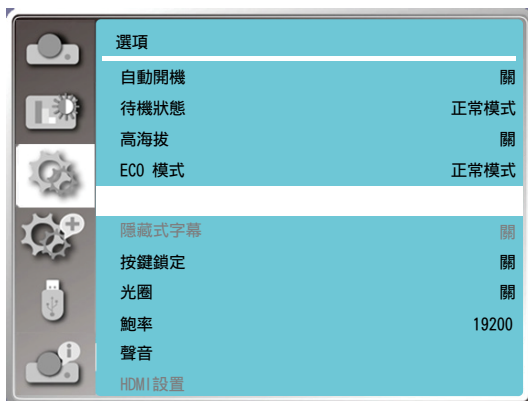 選項
自動開機 關
待機狀態 正常模式
高海拔 關
ECO 模式 正常模式
隱藏式字幕 關
按鍵鎖定 關
光圈 關
鮑率 19200
聲音
HDMI設置